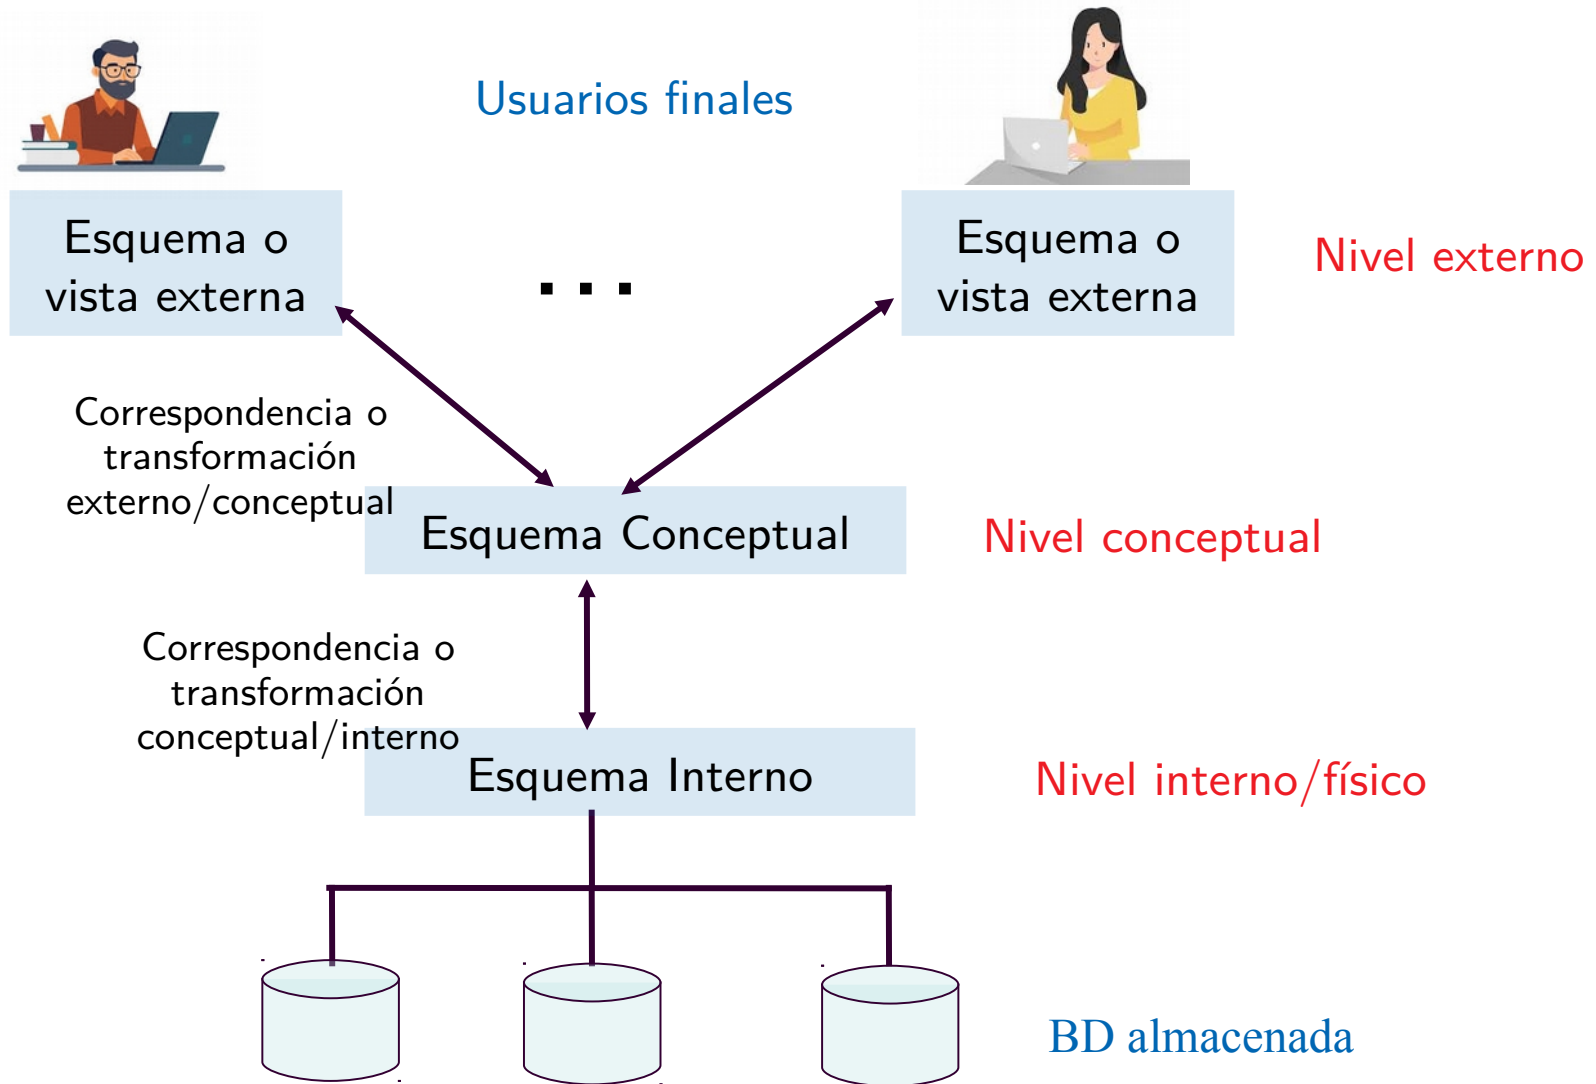 Usuarios finales
Esquema o
vista externa
...
Esquema o
vista externa
Nivel externo
Correspondencia o
transformación
externo/conceptual
Esquema Conceptual
Nivel conceptual
Correspondencia o
transformación
conceptual/interno
Esquema Interno
Nivel interno/físico
BD almacenada